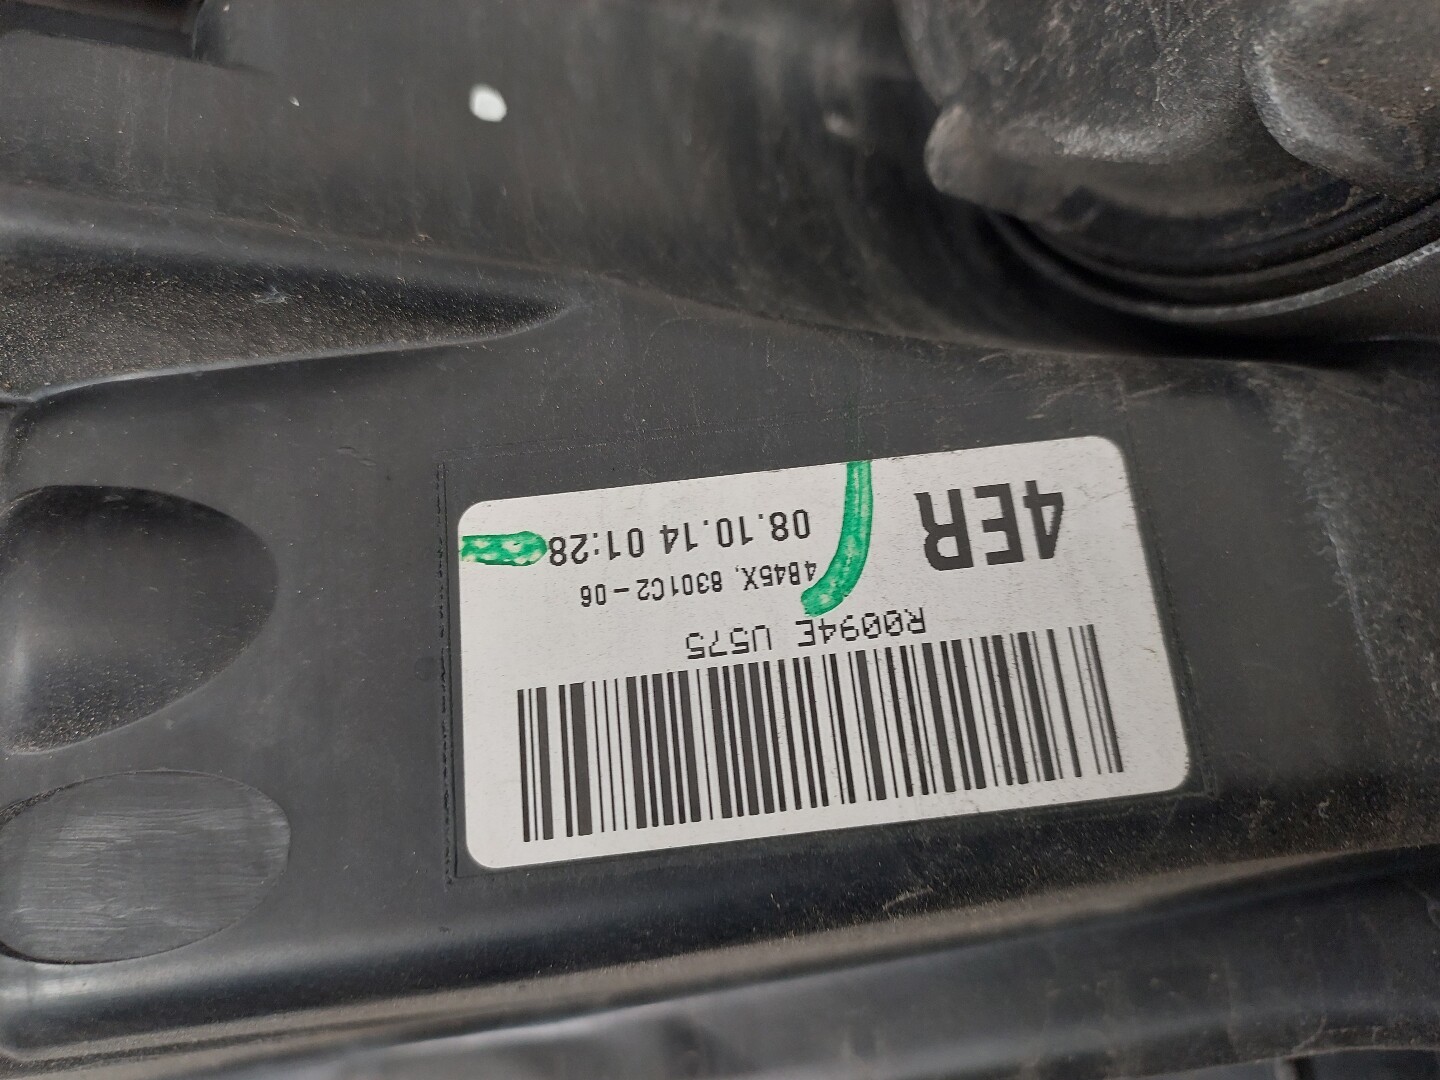 R0094E U575
4B45X, 8301C2-06
08.10.14 01:28
4ER